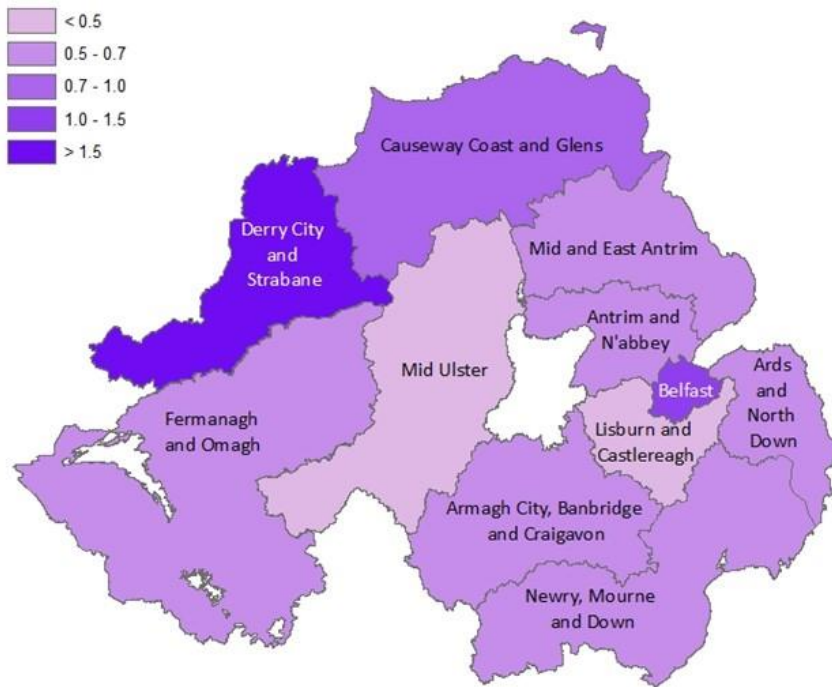 < 0.5
0.5 - 0.7
0.7 - 1.0
1.0 - 1.5
> 1.5
Causeway Coast and Glens
Derry City
and
Strabane
Mid and East Antrim
Antrim and
N'abbey
Mid Ulster
Belfast
Ards
and
North
Down
Fermanagh
and Omagh
Lisburn and
Castlereagh
Armagh City, Banbridge
and Craigavon
Newry, Mourne
and Down